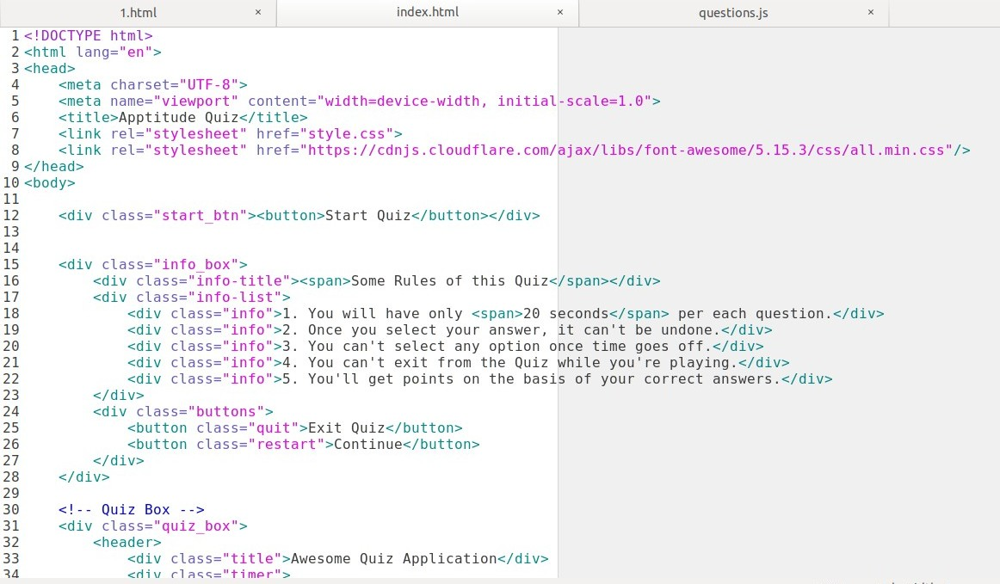 1.html × index.html × questions.js ×
1 <!DOCTYPE html>
2 <html lang="en">
3 <head>
4     <meta charset="UTF-8">
5     <meta name="viewport" content="width=device-width, initial-scale=1.0">
6     <title>Apptitude Quiz</title>
7     <link rel="stylesheet" href="style.css">
8     <link rel="stylesheet" href="https://cdnjs.cloudflare.com/ajax/libs/font-awesome/5.15.3/css/all.min.css"/>
9 </head>
10 <body>
11
12     <div class="start_btn"><button>Start Quiz</button></div>
13
14
15     <div class="info_box">
16         <div class="info-title"><span>Some Rules of this Quiz</span></div>
17         <div class="info-list">
18             <div class="info">1. You will have only <span>20 seconds</span> per each question.</div>
19             <div class="info">2. Once you select your answer, it can't be undone.</div>
20             <div class="info">3. You can't select any option once time goes off.</div>
21             <div class="info">4. You can't exit from the Quiz while you're playing.</div>
22             <div class="info">5. You'll get points on the basis of your correct answers.</div>
23         </div>
24         <div class="buttons">
25             <button class="quit">Exit Quiz</button>
26             <button class="restart">Continue</button>
27         </div>
28     </div>
29
30     <!-- Quiz Box -->
31     <div class="quiz_box">
32         <header>
33             <div class="title">Awesome Quiz Application</div>
34             <div class="timer">